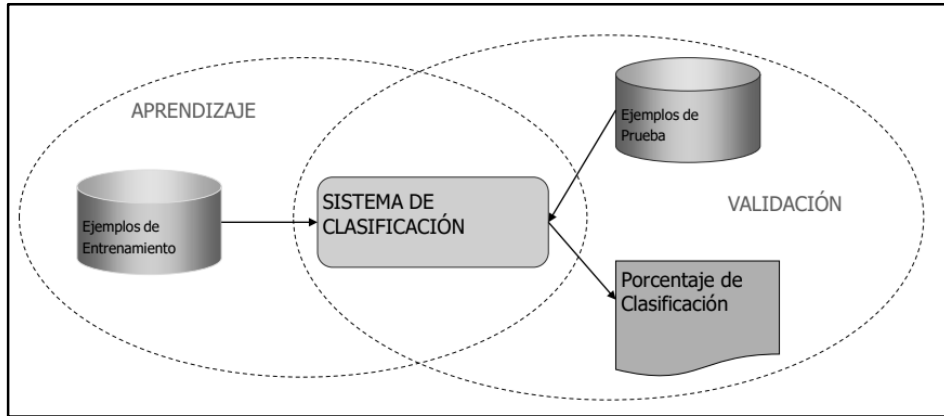 APRENDIZAJE
Ejemplos de
Entrenamiento
SISTEMA DE
CLASIFICACIÓN
Ejemplos de
Prueba
VALIDACIÓN
Porcentaje de
Clasificación